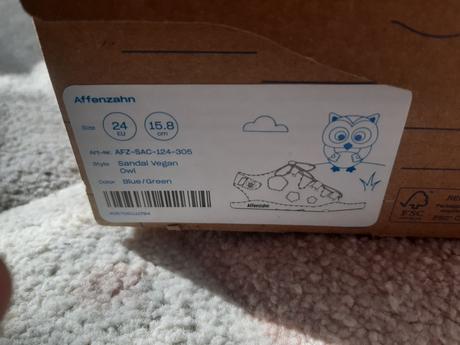 Affenzahn
Size 24 EU 15.8 cm
Art-Nr. AFZ-SAC-124-305
Style Sandal Vegan
Owl
Color Blue/Green
affenzahn
FSC